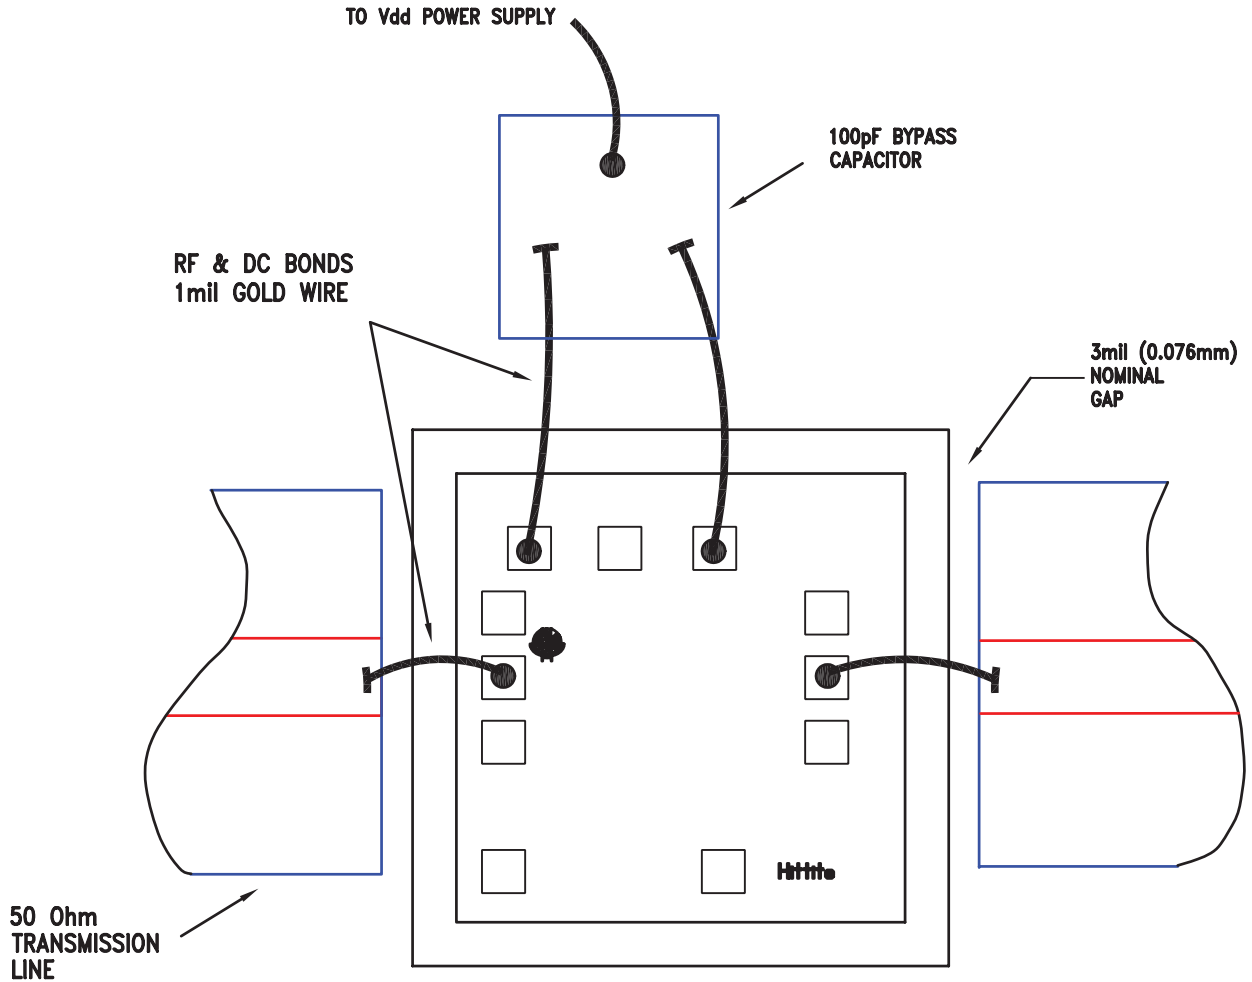 TO Vdd POWER SUPPLY
100pF BYPASS
CAPACITOR
RF & DC BONDS
1mil GOLD WIRE
3mil (0.076mm)
NOMINAL
GAP
Hittite
50 Ohm
TRANSMISSION
LINE